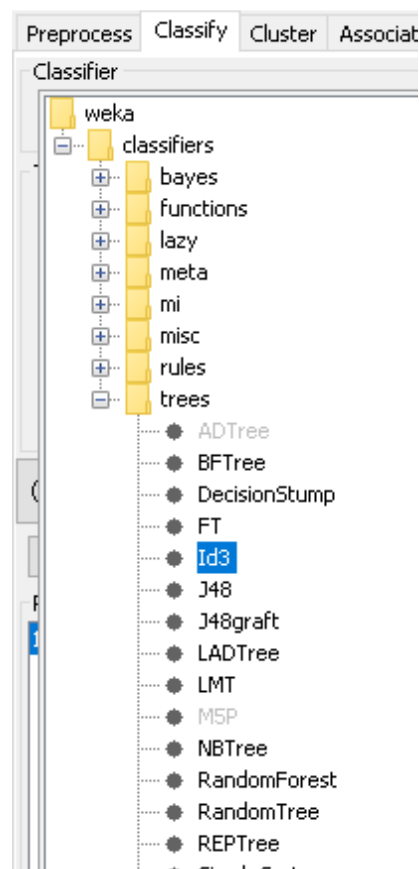 Preprocess Classify Cluster Associat
Classifier
weka
classifiers
bayes
functions
lazy
meta
mi
misc
rules
trees
ADTree
BFTree
DecisionStump
FT
Id3
J48
J48graft
LADTree
LMT
M5P
NBTree
RandomForest
RandomTree
REPTree